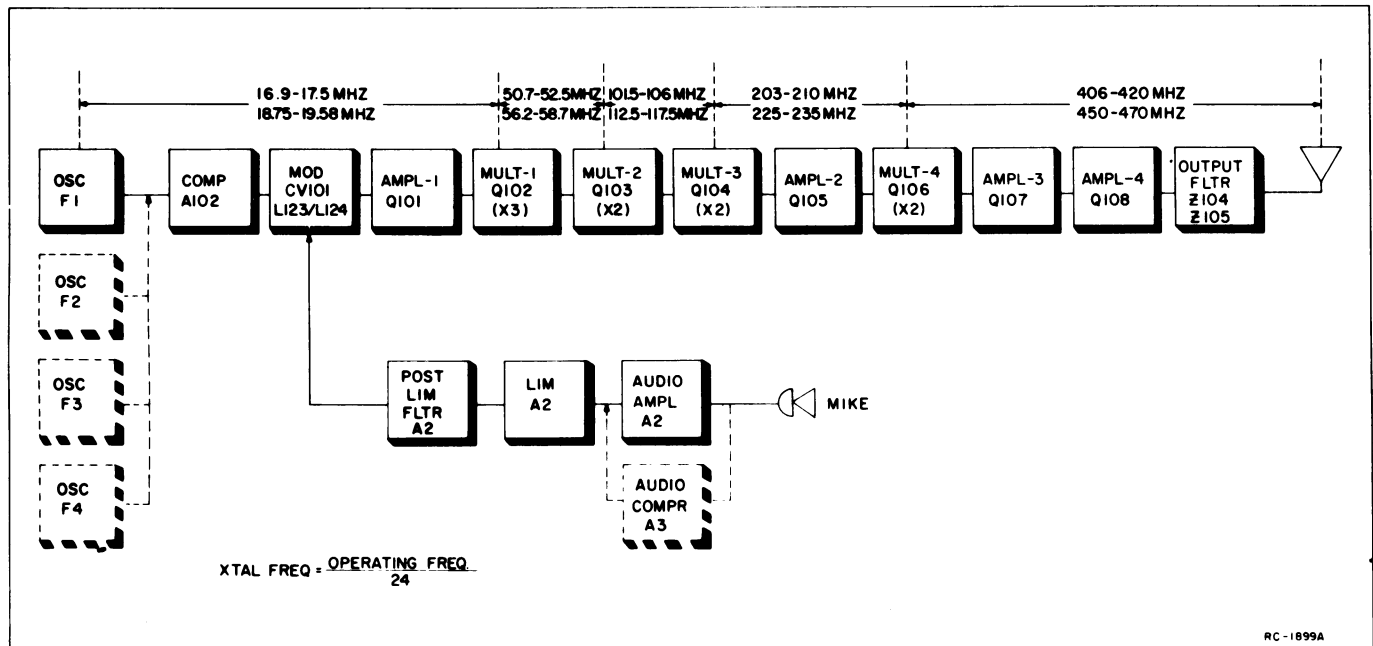 16.9-17.5 MHZ
18.75-19.58 MHZ
50.7-52.5MHZ
56.2-58.7MHZ
101.5-106 MHZ
112.5-117.5MHZ
203-210 MHZ
225-235 MHZ
406-420 MHZ
450-470 MHZ
OSC
F1
COMP
A102
MOD
CV101
L123/L124
AMPL-1
Q101
MULT-1
Q102
(X3)
MULT-2
Q103
(X2)
MULT-3
Q104
(X2)
AMPL-2
Q105
MULT-4
Q106
(X2)
AMPL-3
Q107
AMPL-4
Q108
OUTPUT
FLTR
Z104
Z105
OSC
F2
OSC
F3
OSC
F4
POST
LIM
FLTR
A2
LIM
A2
AUDIO
AMPL
A2
MIKE
AUDIO
COMPR
A3
XTAL FREQ = OPERATING FREQ.
24
RC-1899A